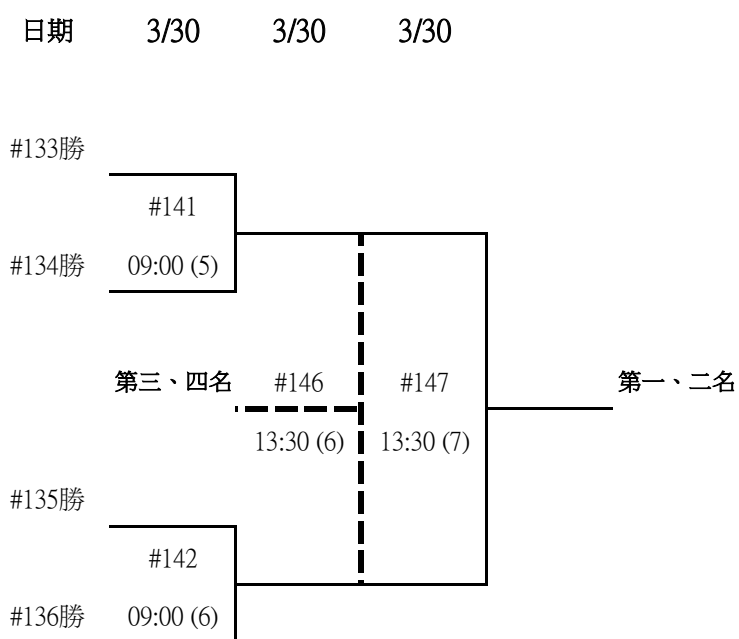 日期 3/30 3/30 3/30
#133勝
#141
#134勝 09:00 (5)
第三、四名 #146 #147 第一、二名
13:30 (6) 13:30 (7)
#135勝
#142
#136勝 09:00 (6)